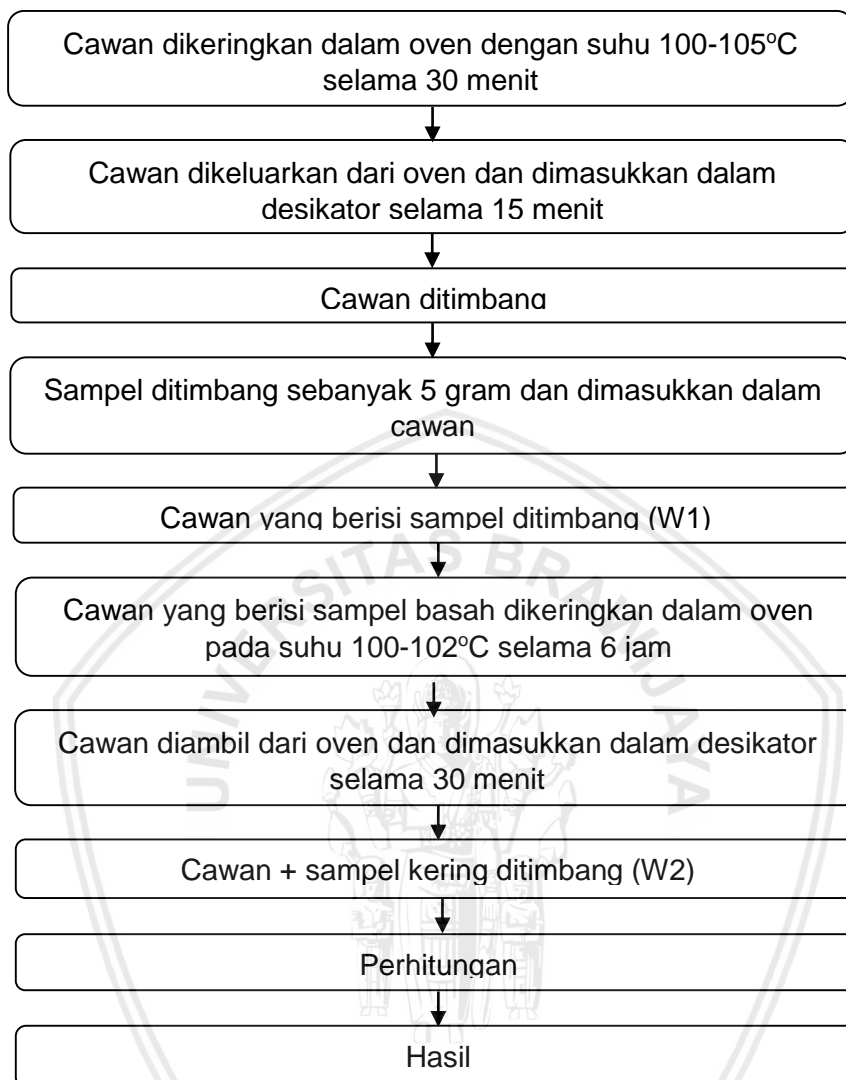 Cawan dikeringkan dalam oven dengan suhu 100-105ºC
selama 30 menit
Cawan dikeluarkan dari oven dan dimasukkan dalam
desikator selama 15 menit
Cawan ditimbang
Sampel ditimbang sebanyak 5 gram dan dimasukkan dalam
cawan
Cawan yang berisi sampel ditimbang (W1)
UNIVERSITAS BRAWIJAYA
Cawan yang berisi sampel basah dikeringkan dalam oven
pada suhu 100-102ºC selama 6 jam
Cawan diambil dari oven dan dimasukkan dalam desikator
selama 30 menit
Cawan + sampel kering ditimbang (W2)
Perhitungan
Hasil